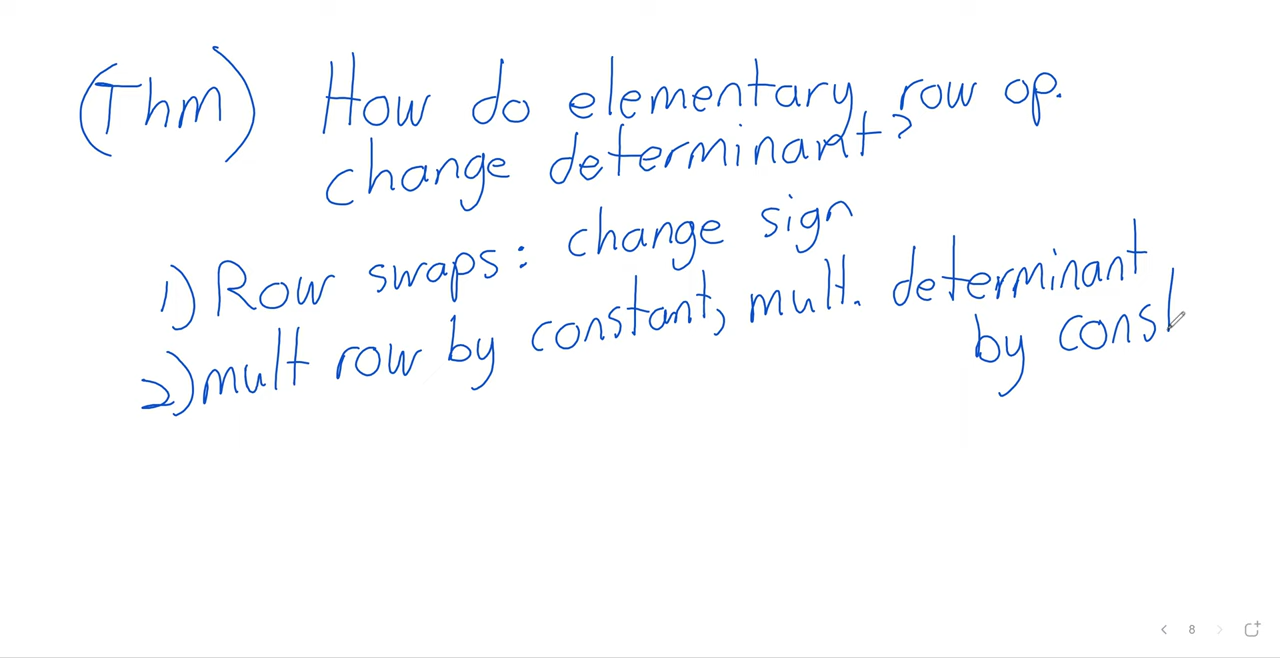 (Thm) How do elementary row op.
change determinant?
1) Row swaps: change sign
2) mult row by constant, mult. determinant
by const
8